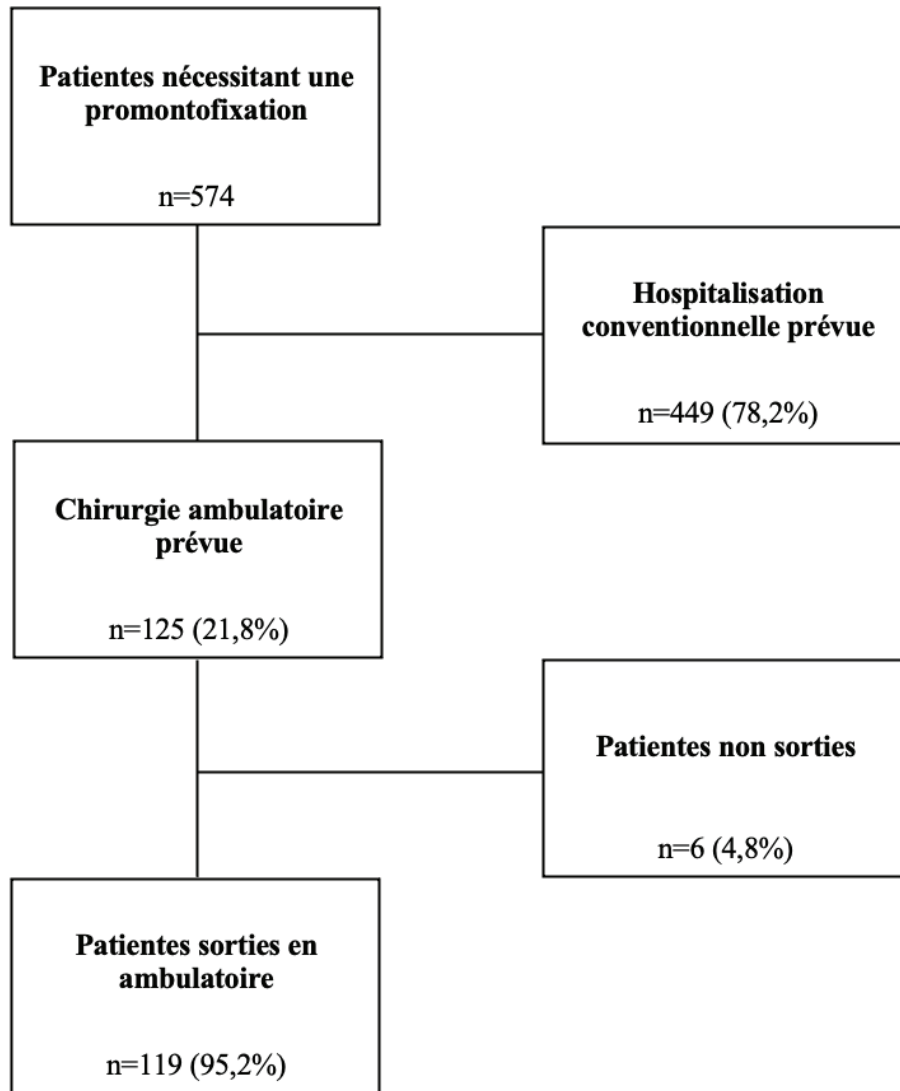 Patientes nécessitant une
promontofixation
n=574
Hospitalisation
conventionnelle prévue
n=449 (78,2%)
Chirurgie ambulatoire
prévue
n=125 (21,8%)
Patientes non sorties
n=6 (4,8%)
Patientes sorties en
ambulatoire
n=119 (95,2%)